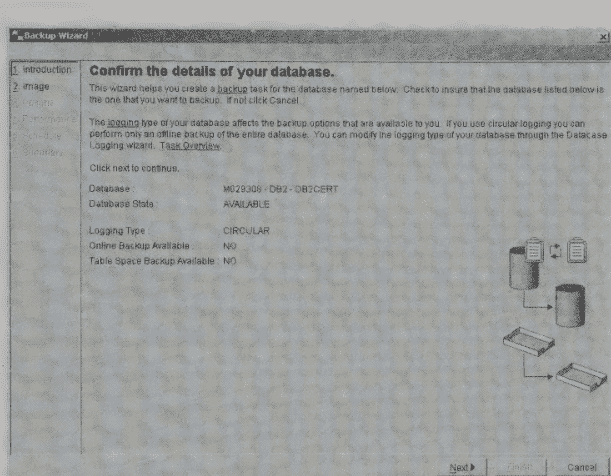 Backup Wizard
1. Introduction
2. Image
Confirm the details of your database.
This wizard helps you create a backup task for the database named below. Check to insure that the database listed below is
the one that you want to backup. If not click Cancel.
The logging type of your database affects the backup options that are available to you. If you use circular logging you can
perform only an offline backup of the entire database. You can modify the logging type of your database through the Database
Logging wizard. Task Overview.
Click next to continue.
Database : M029308 - DB2 - DB2CERT
Database State : AVAILABLE
Logging Type : CIRCULAR
Online Backup Available : NO
Table Space Backup Available : NO
Next
Cancel